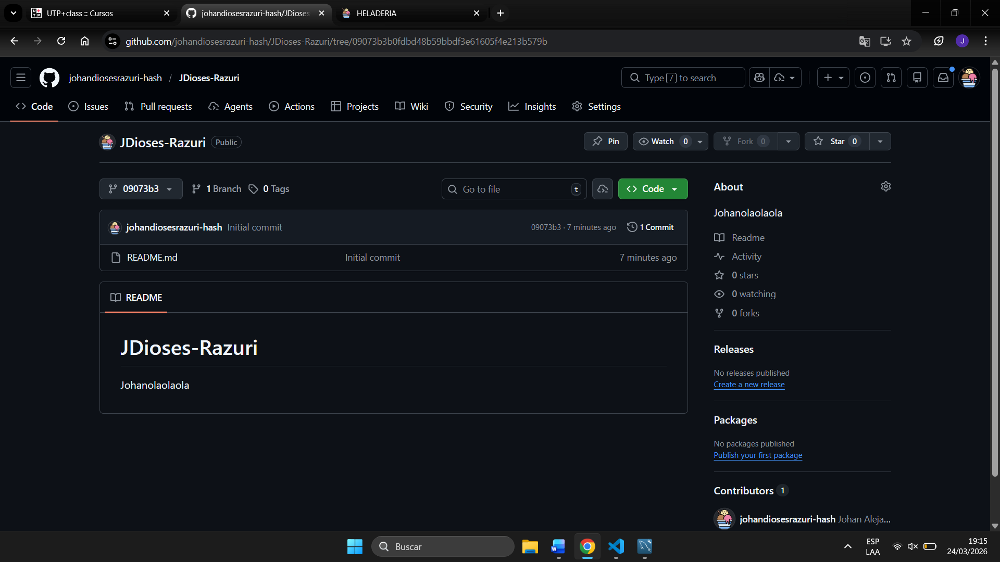 UTP+class :: Cursos
johandiosesrazuri-hash/JDioses
HELADERIA
github.com/johandiosesrazuri-hash/JDioses-Razuri/tree/09073b3b0fdbd48b59bbdf3e61605f4e213b579b
J
johandiosesrazuri-hash / JDioses-Razuri
Type / to search
Code
Issues
Pull requests
Agents
Actions
Projects
Wiki
Security
Insights
Settings
JDioses-Razuri Public
Pin
Watch 0
Fork 0
Star 0
09073b3
1 Branch
0 Tags
Go to file t
Code
johandiosesrazuri-hash Initial commit
09073b3 · 7 minutes ago
1 Commit
README.md
Initial commit
7 minutes ago
README
JDioses-Razuri
Johanolaolaola
About
Johanolaolaola
Readme
Activity
0 stars
0 watching
0 forks
Releases
No releases published
Create a new release
Packages
No packages published
Publish your first package
Contributors 1
johandiosesrazuri-hash Johan Aleja...
Buscar
ESP
LAA
19:15
24/03/2026